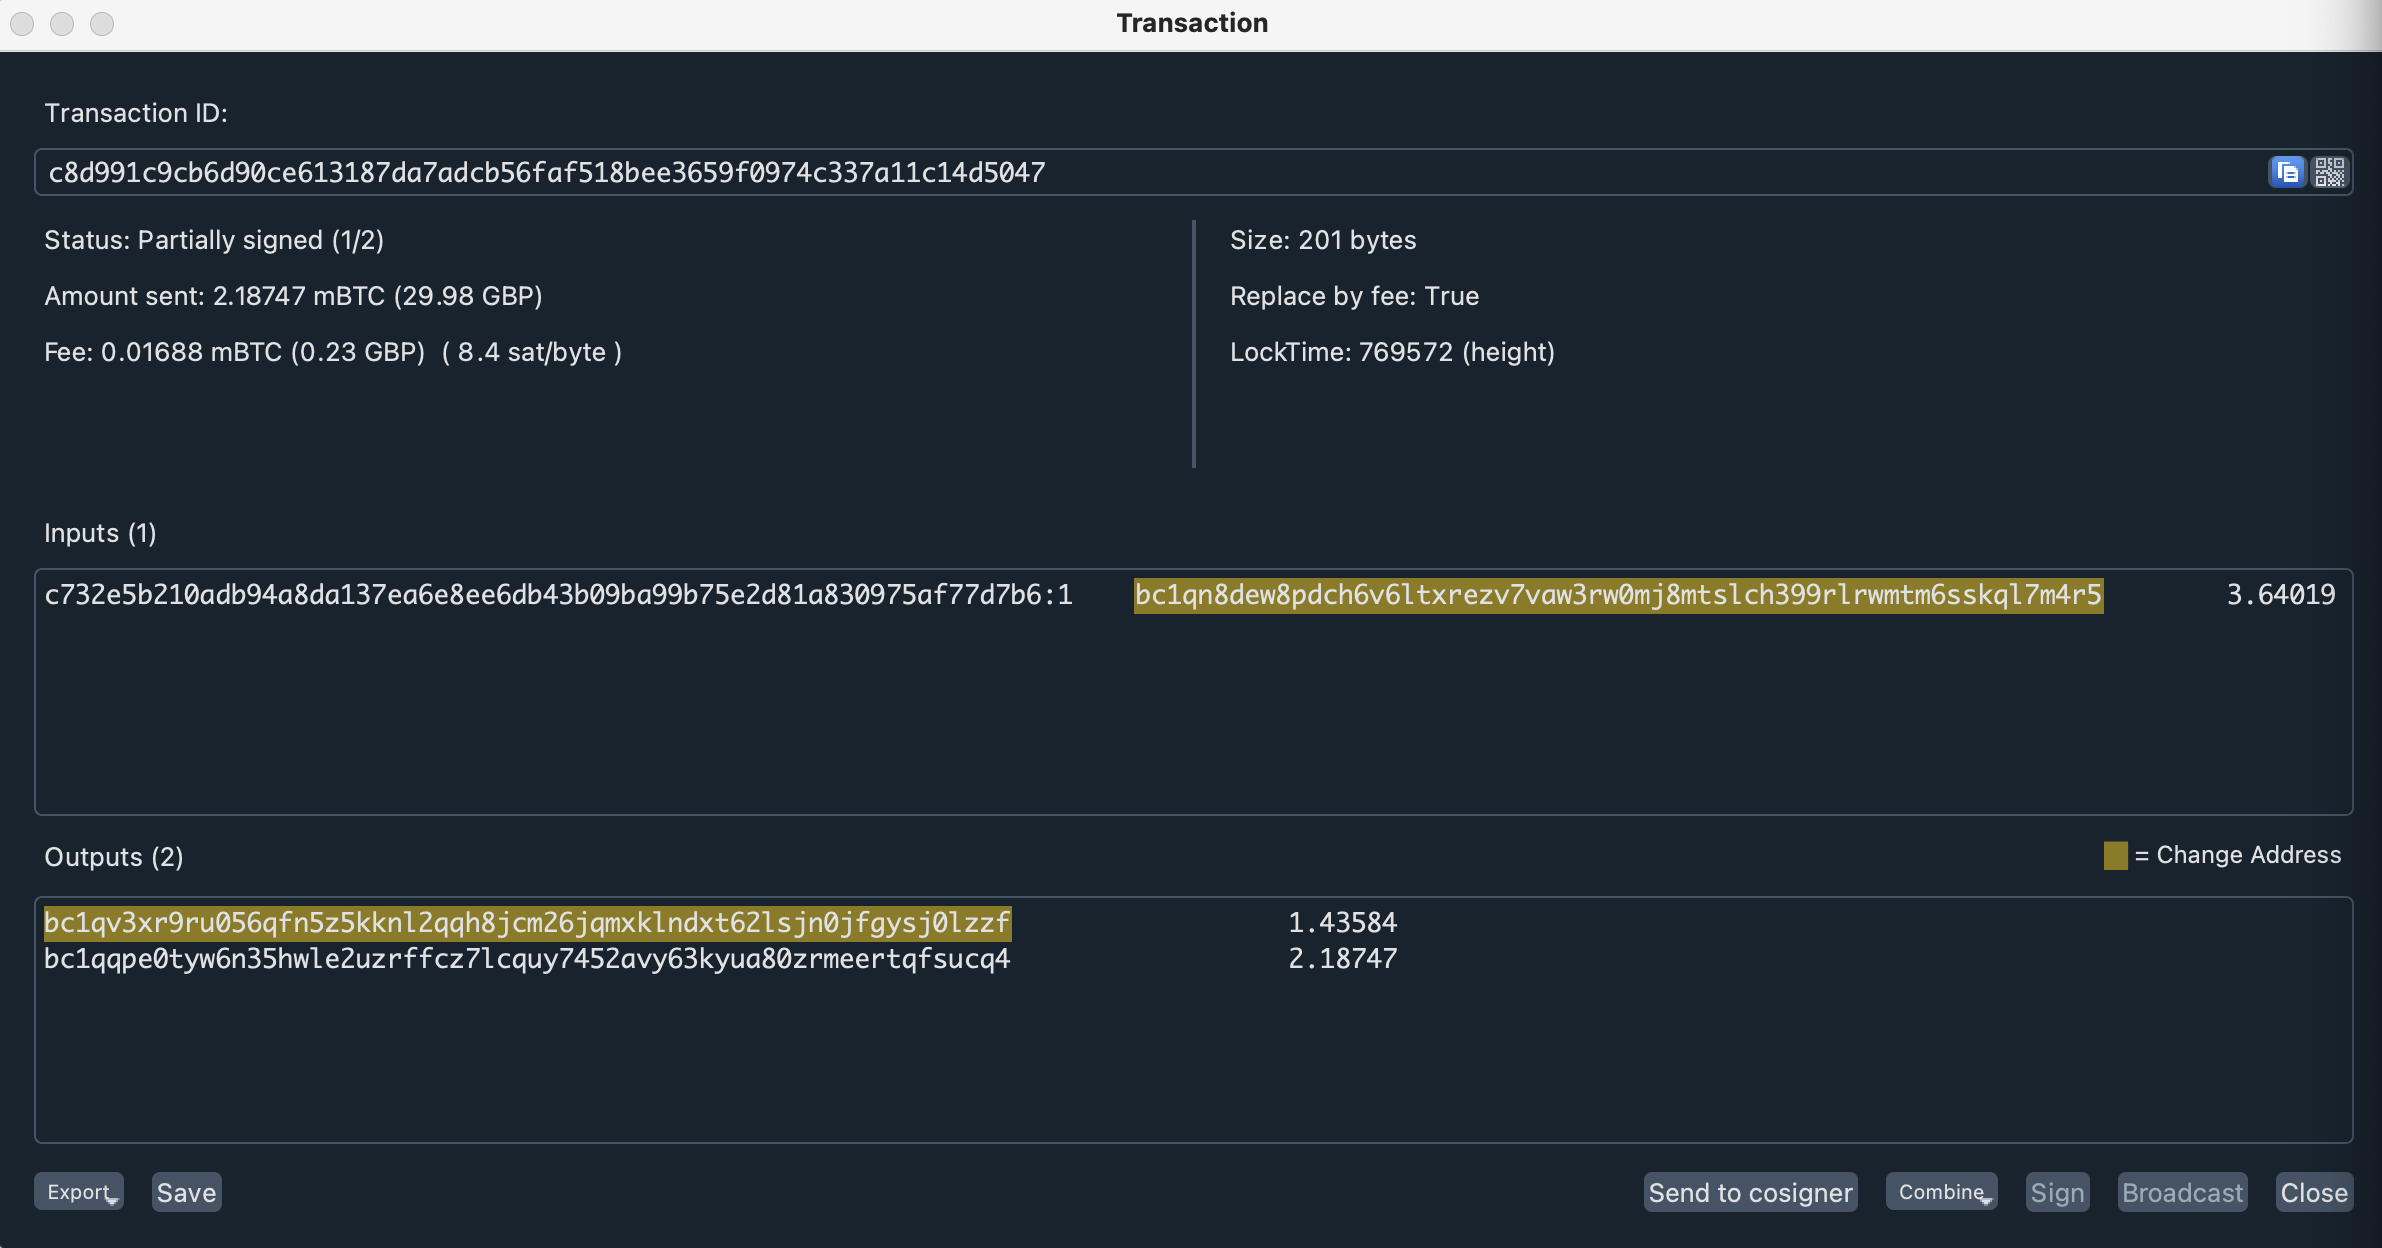 Transaction
Transaction ID:
c8d991c9cb6d90ce613187da7adcb56faf518bee3659f0974c337a11c14d5047
Status: Partially signed (1/2)
Amount sent: 2.18747 mBTC (29.98 GBP)
Fee: 0.01688 mBTC (0.23 GBP) ( 8.4 sat/byte )
Size: 201 bytes
Replace by fee: True
LockTime: 769572 (height)
Inputs (1)
c732e5b210adb94a8da137ea6e8ee6db43b09ba99b75e2d81a830975af77d7b6:1 bc1qn8dew8pdch6v6ltxrezv7vaw3rw0mj8mtslch399rlrwmtm6sskql7m4r5 3.64019
Outputs (2)
= Change Address
bc1qv3xr9ru056qfn5z5kknl2qqh8jcm26jqmxklndxt62lsjn0jfgysj0lzzf 1.43584
bc1qqpe0tyw6n35hwle2uzrffcz7lcquy7452avy63kyua80zrmeertqfsucq4 2.18747
Export Save Send to cosigner Combine Sign Broadcast Close